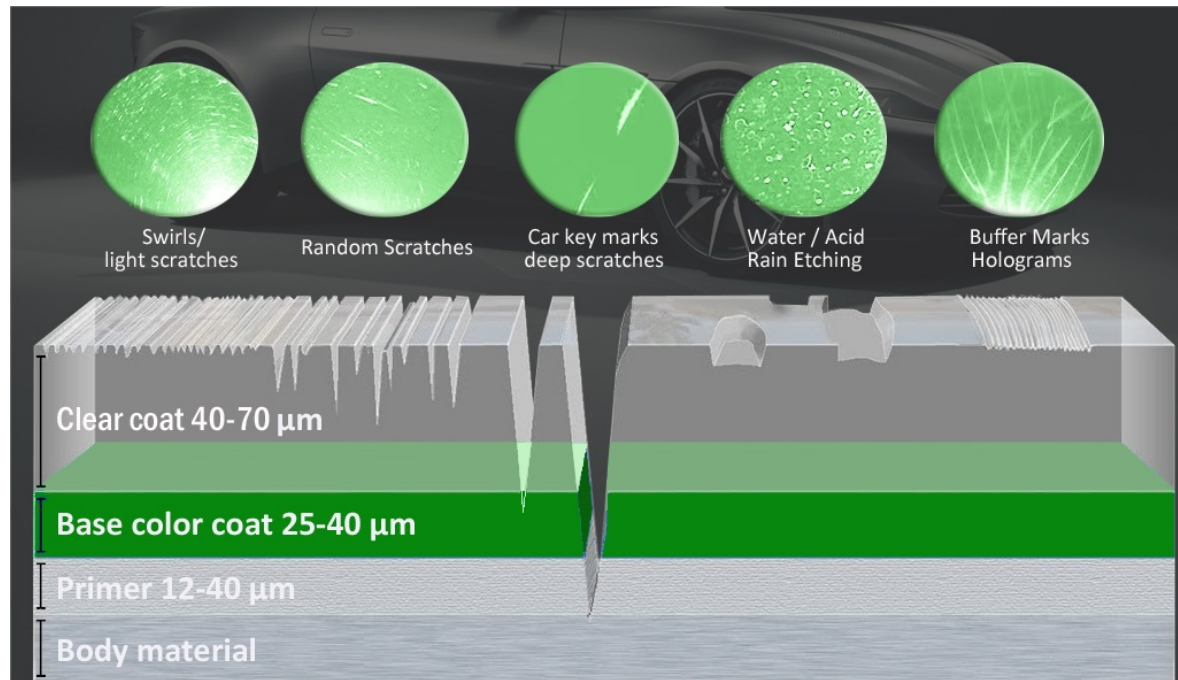 Swirls/
light scratches
Random Scratches
Car key marks
deep scratches
Water / Acid
Rain Etching
Buffer Marks
Holograms
Clear coat 40-70 µm
Base color coat 25-40 µm
Primer 12-40 µm
Body material